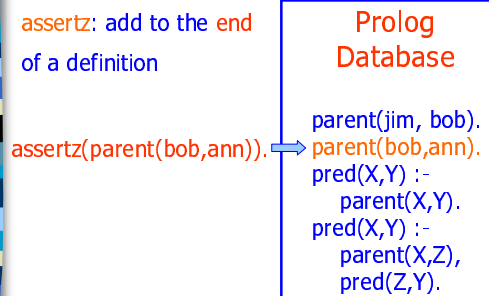 assertz: add to the end
of a definition
assertz(parent(bob,ann)).
Prolog
Database
parent(jim, bob).
parent(bob,ann).
pred(X,Y) :-
parent(X,Y).
pred(X,Y) :-
parent(X,Z),
pred(Z,Y).